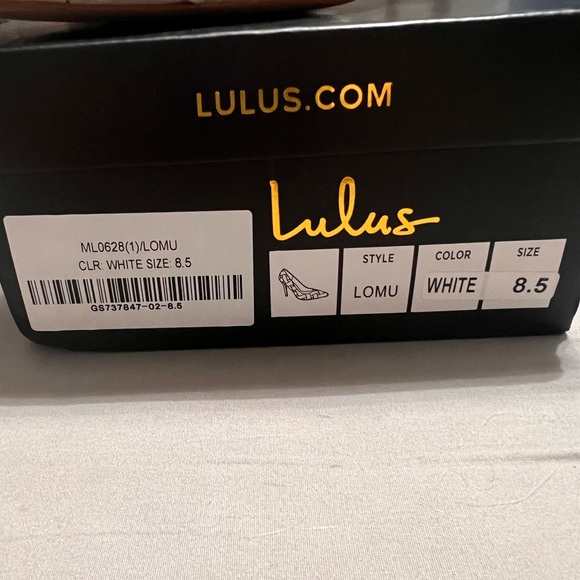 LULUS.COM
Lulus
ML0628(1)/LOMU
CLR: WHITE SIZE: 8.5
GS737847-02-8.5
STYLE
LOMU
COLOR
WHITE
SIZE
8.5